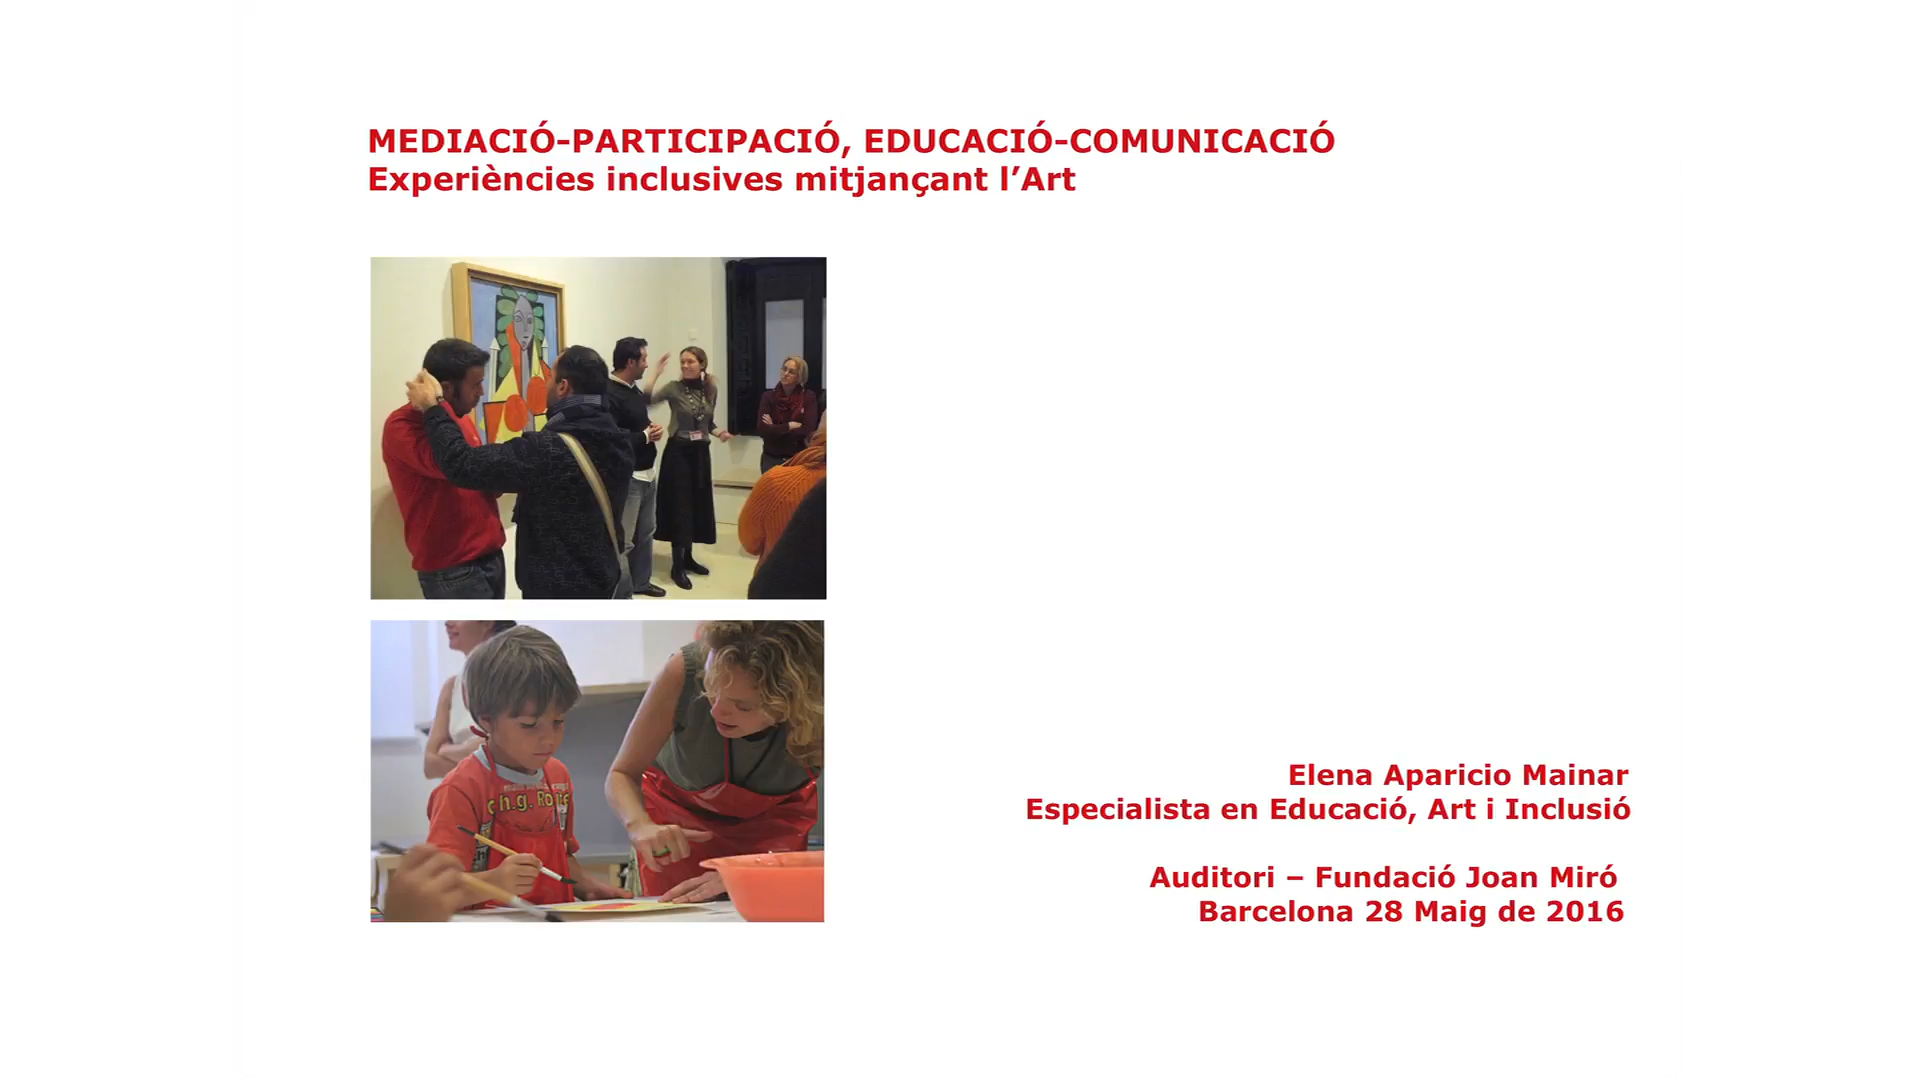 MEDIACIÓ-PARTICIPACIÓ, EDUCACIÓ-COMUNICACIÓ
Experiències inclusives mitjançant l’Art
Elena Aparicio Mainar
Especialista en Educació, Art i Inclusió
Auditori – Fundació Joan Miró
Barcelona 28 Maig de 2016